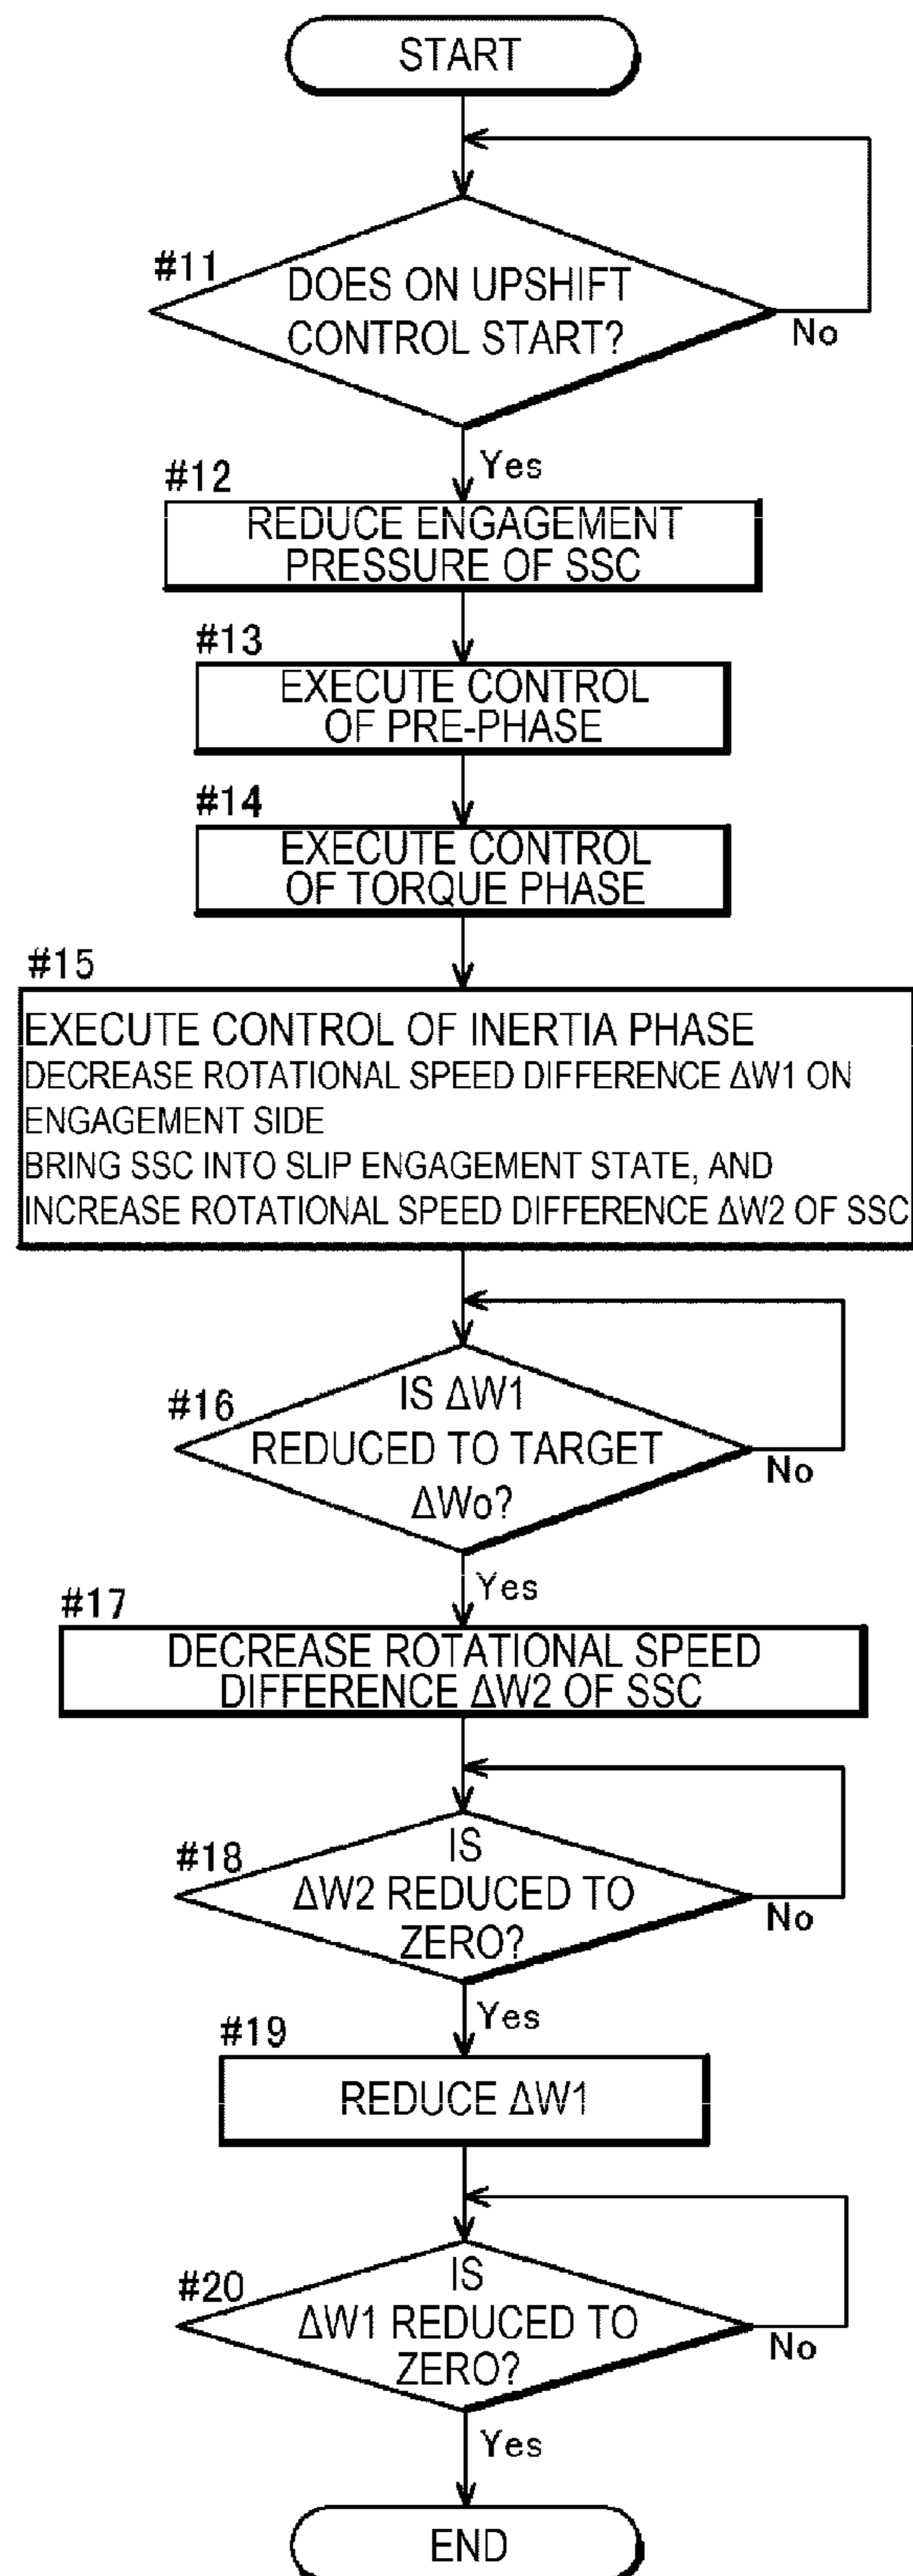 START
#11
DOES ON UPSHIFT
CONTROL START?
No
Yes
#12
REDUCE ENGAGEMENT
PRESSURE OF SSC
#13
EXECUTE CONTROL
OF PRE-PHASE
#14
EXECUTE CONTROL
OF TORQUE PHASE
#15
EXECUTE CONTROL OF INERTIA PHASE
DECREASE ROTATIONAL SPEED DIFFERENCE ΔW1 ON
ENGAGEMENT SIDE
BRING SSC INTO SLIP ENGAGEMENT STATE, AND
INCREASE ROTATIONAL SPEED DIFFERENCE ΔW2 OF SSC
#16
IS ΔW1
REDUCED TO TARGET
ΔWo?
No
Yes
#17
DECREASE ROTATIONAL SPEED
DIFFERENCE ΔW2 OF SSC
#18
IS
ΔW2 REDUCED TO
ZERO?
No
Yes
#19
REDUCE ΔW1
#20
IS
ΔW1 REDUCED TO
ZERO?
No
Yes
END